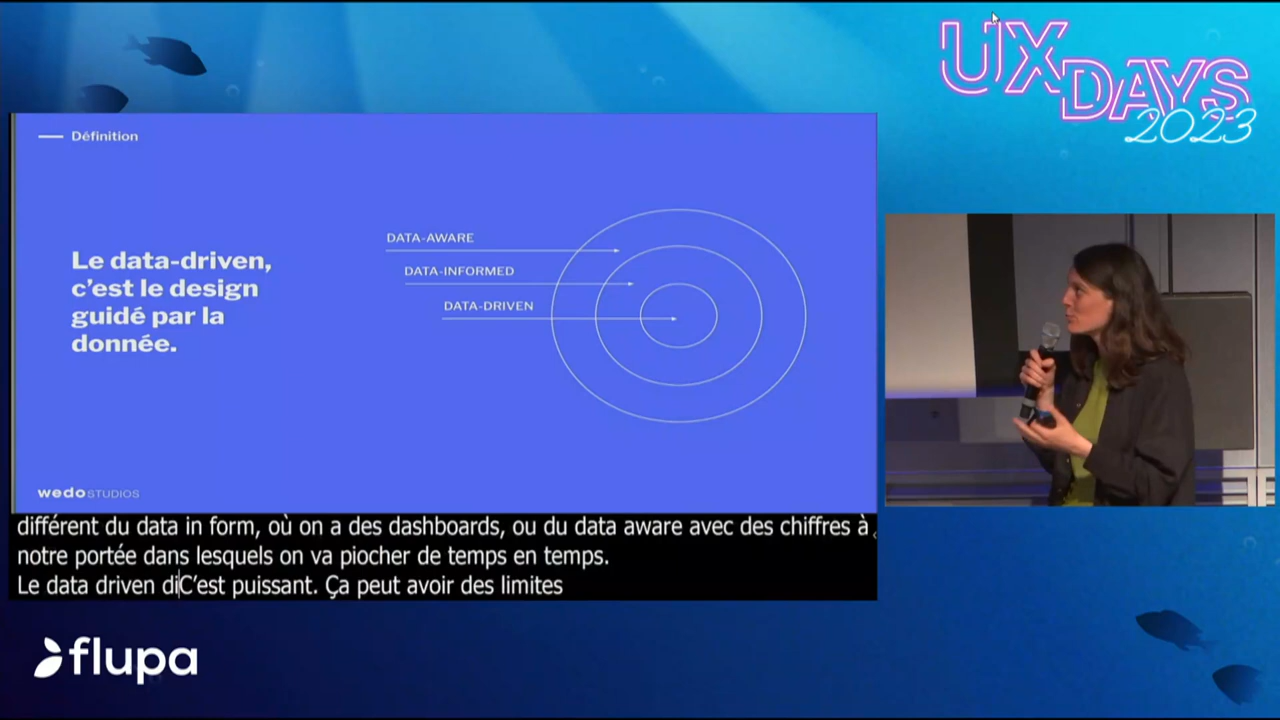 UX
DAYS
2023
Définition
Le data-driven,
c’est le design
guidé par la
donnée.
DATA-AWARE
DATA-INFORMED
DATA-DRIVEN
wedoSTUDIOS
différent du data in form, où on a des dashboards, ou du data aware avec des chiffres à
notre portée dans lesquels on va piocher de temps en temps.
Le data driven diC'est puissant. Ça peut avoir des limites
flupa